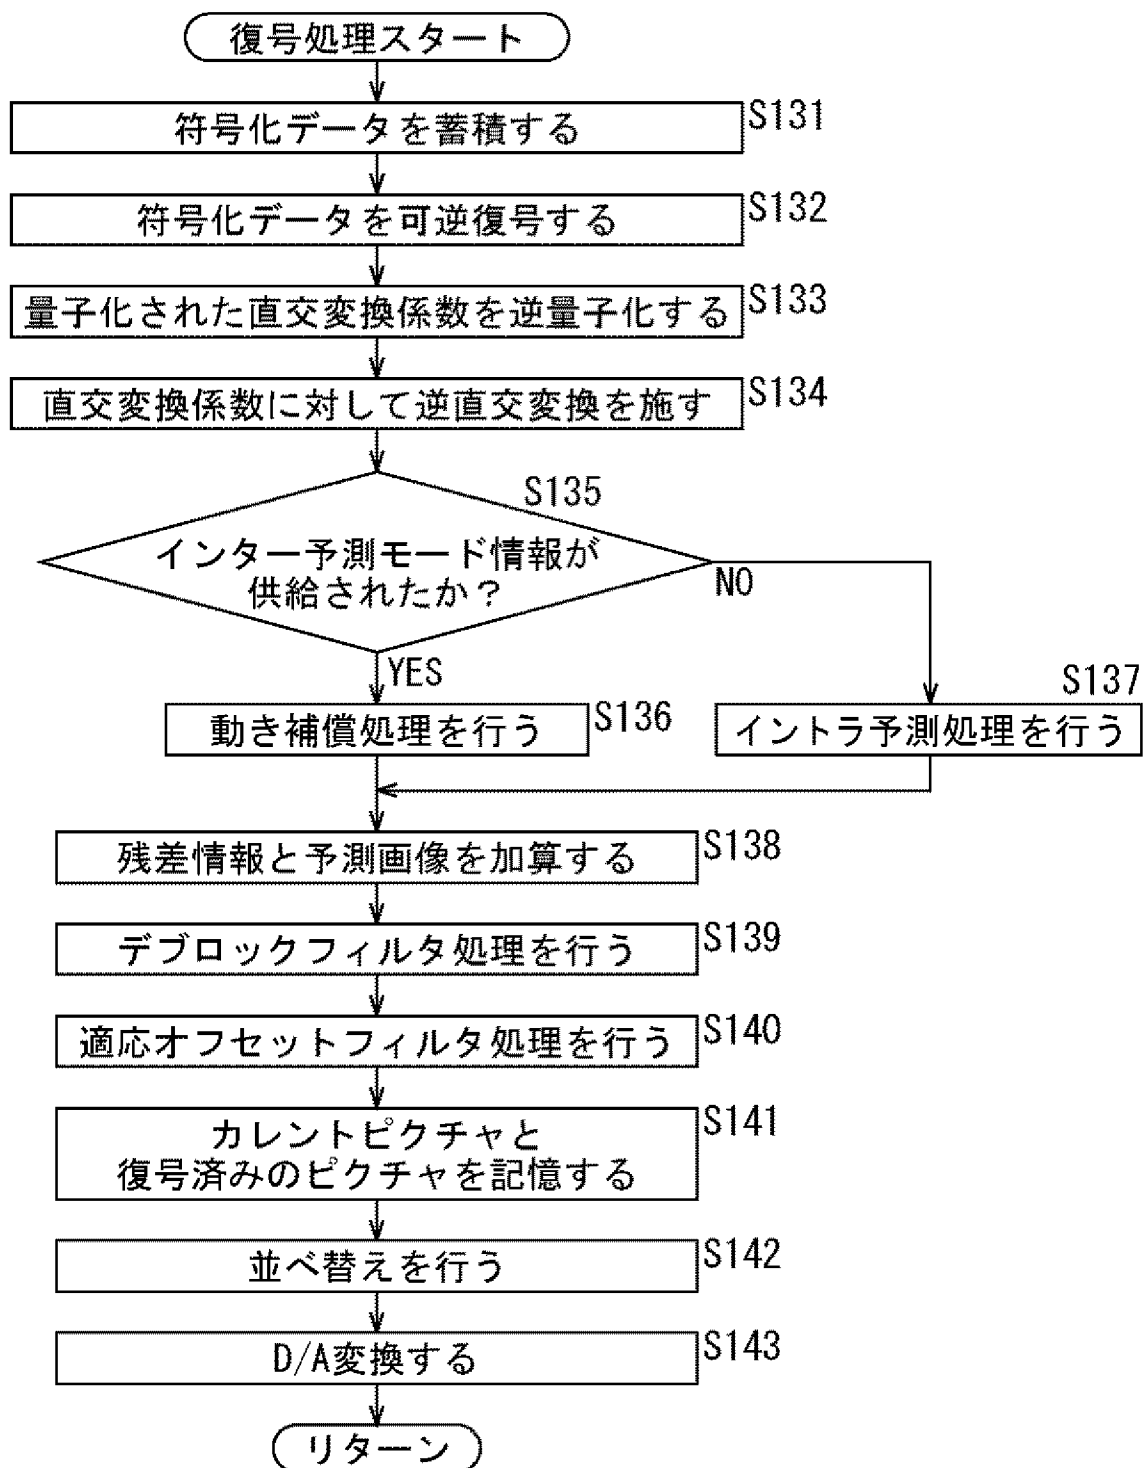 復号処理スタート
符号化データを蓄積する
S131
符号化データを可逆復号する
S132
量子化された直交変換係数を逆量子化する
S133
直交変換係数に対して逆直交変換を施す
S134
S135
インター予測モード情報が
供給されたか?
NO
YES
S137
動き補償処理を行う
S136
イントラ予測処理を行う
残差情報と予測画像を加算する
S138
デブロックフィルタ処理を行う
S139
適応オフセットフィルタ処理を行う
S140
カレントピクチャと
復号済みのピクチャを記憶する
S141
並べ替えを行う
S142
D/A変換する
S143
リターン